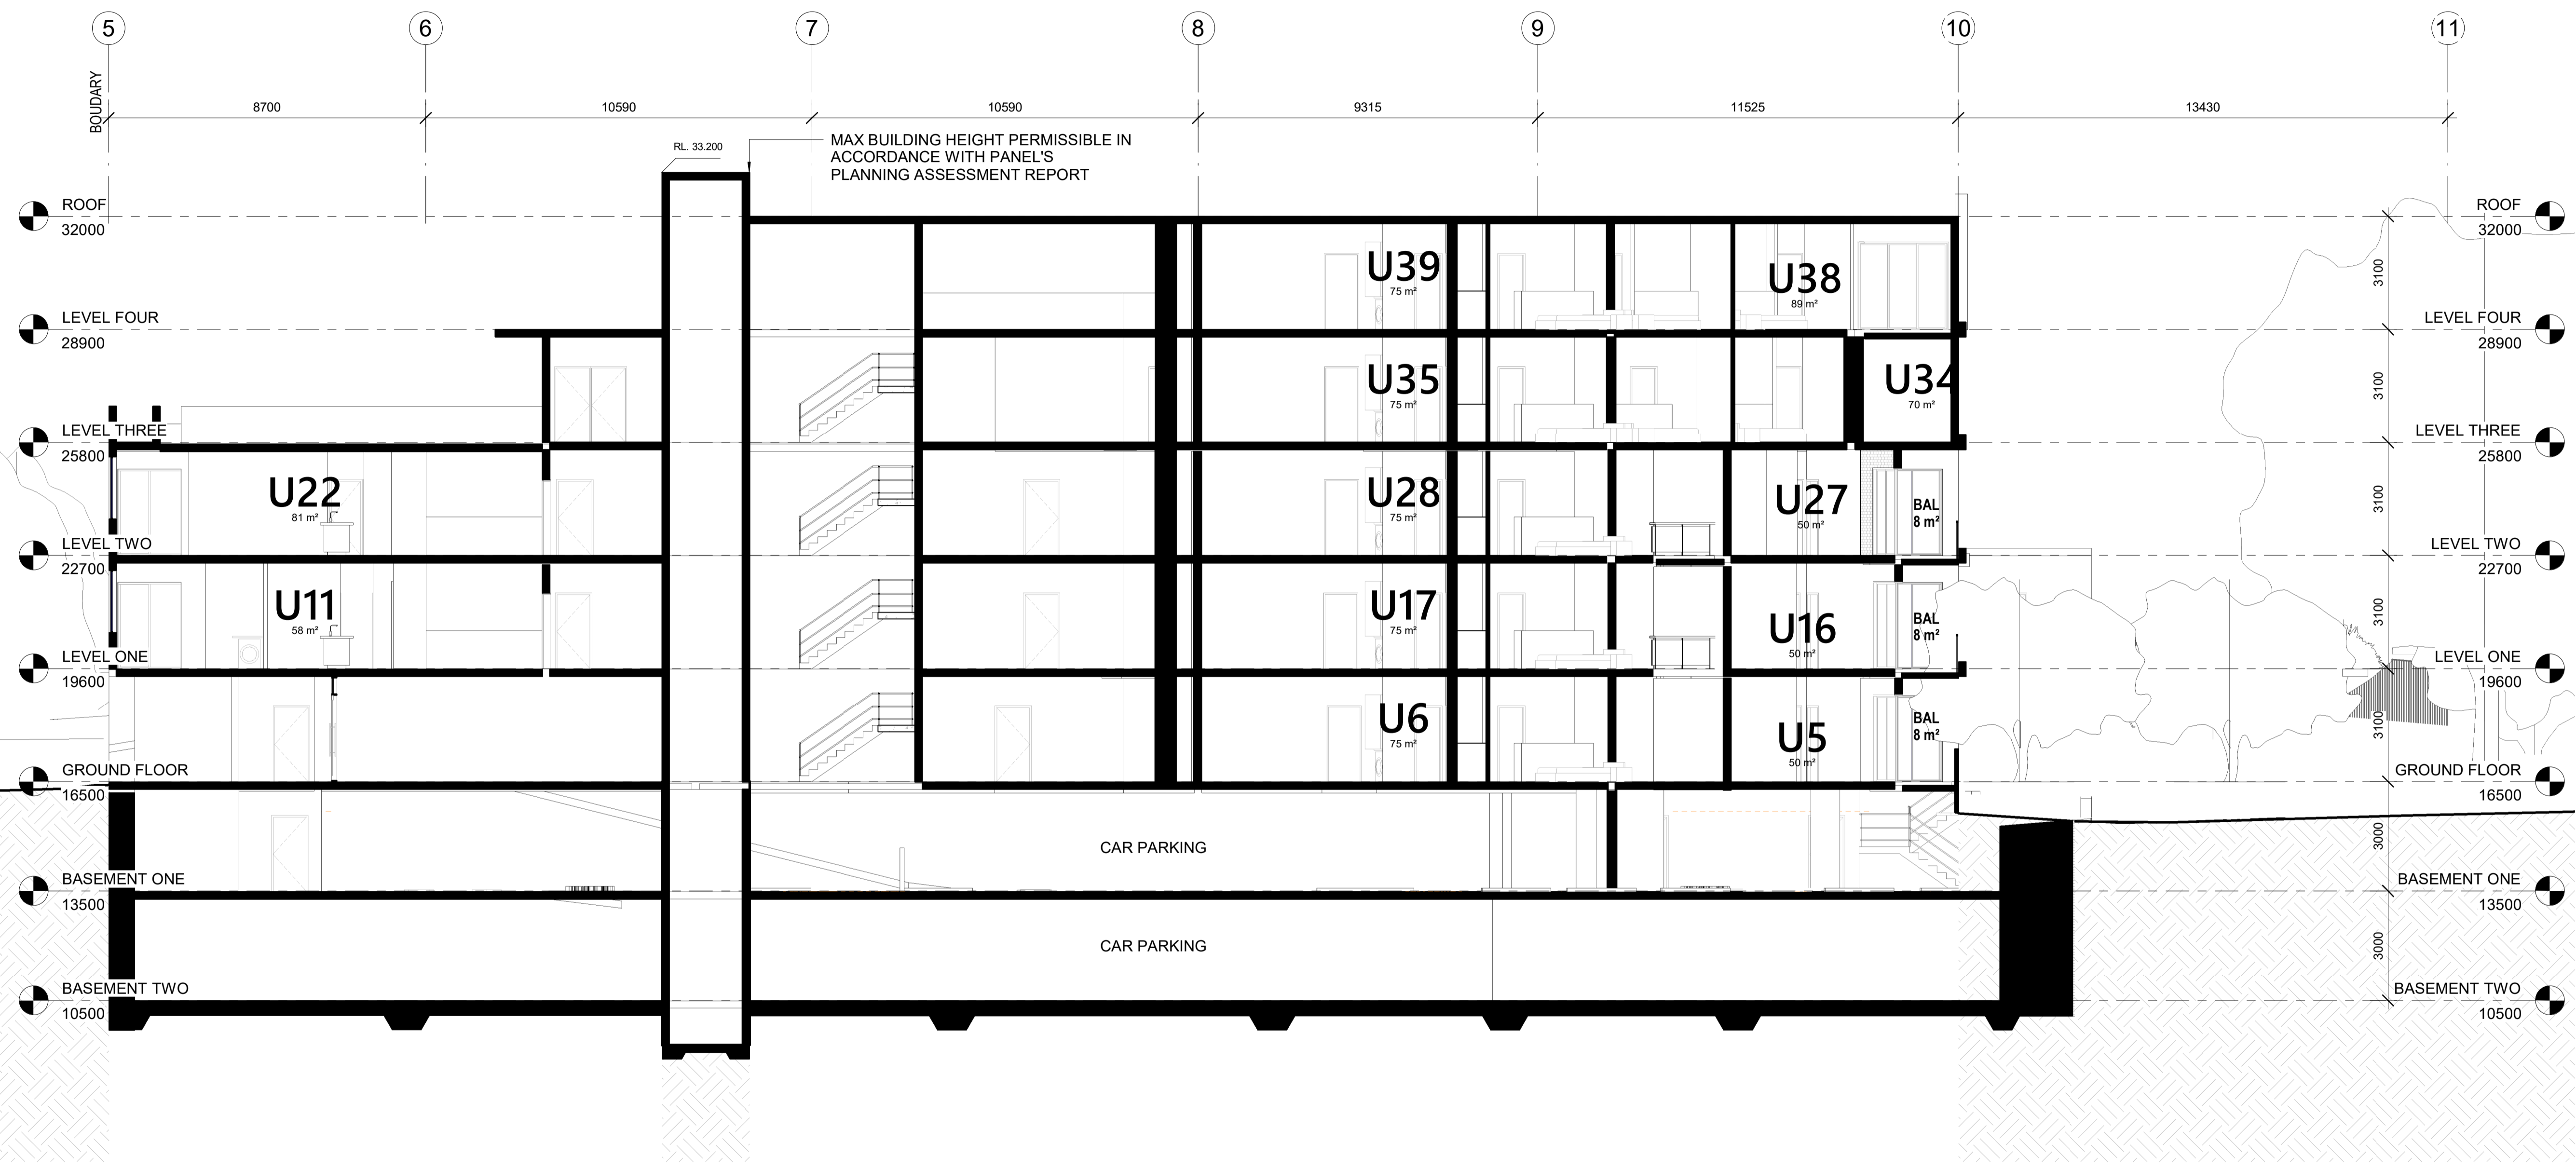 5 6 7 8 9 10 11
BOUDARY
8700 10590 10590 9315 11525 13430
RL. 33.200
MAX BUILDING HEIGHT PERMISSIBLE IN
ACCORDANCE WITH PANEL'S
PLANNING ASSESSMENT REPORT
ROOF ROOF
32000 32000
U39 U38
75 m² 89 m²
3100
LEVEL FOUR LEVEL FOUR
28900 28900
U35 U34
75 m² 70 m²
3100
LEVEL THREE LEVEL THREE
25800 25800
U22 U28 U27 BAL
81 m² 75 m² 50 m² 8 m²
3100
LEVEL TWO LEVEL TWO
22700 22700
U11 U17 U16 BAL
58 m² 75 m² 50 m² 8 m²
3100
LEVEL ONE LEVEL ONE
19600 19600
U6 U5 BAL
75 m² 50 m² 8 m²
3100
GROUND FLOOR GROUND FLOOR
16500 16500
CAR PARKING
3000
BASEMENT ONE BASEMENT ONE
13500 13500
CAR PARKING
3000
BASEMENT TWO BASEMENT TWO
10500 10500